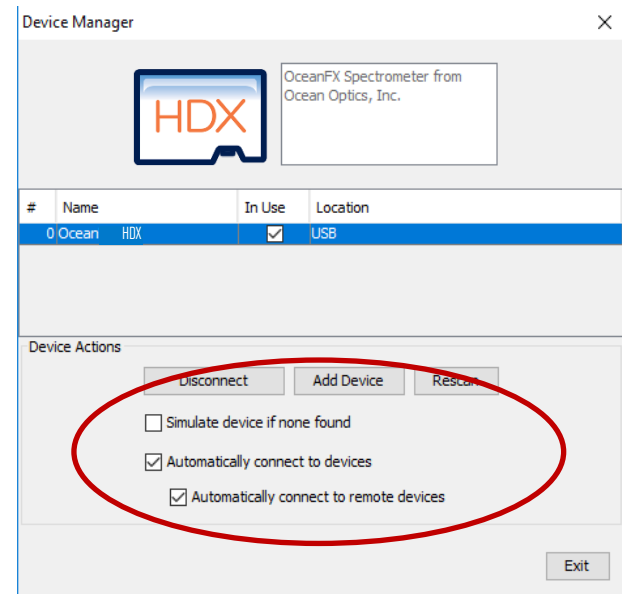 Device Manager
HDX
OceanFX Spectrometer from
Ocean Optics, Inc.
# Name In Use Location
0 Ocean HDX USB
Device Actions
Disconnect Add Device Rescan
Simulate device if none found
Automatically connect to devices
Automatically connect to remote devices
Exit